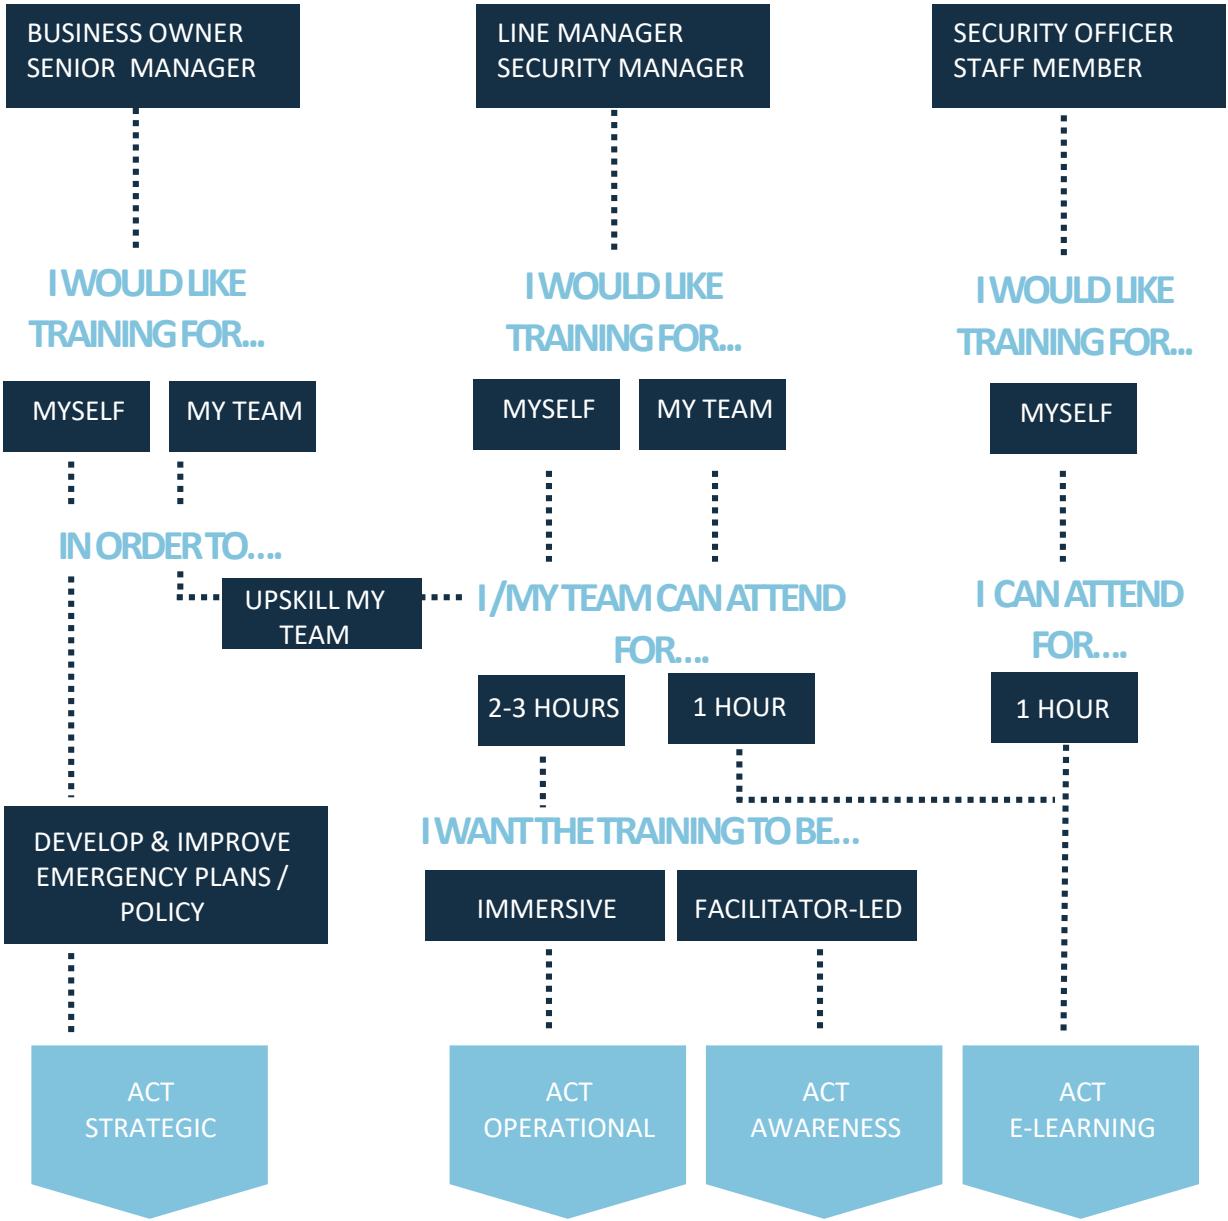 BUSINESS OWNER
SENIOR MANAGER
LINE MANAGER
SECURITY MANAGER
SECURITY OFFICER
STAFF MEMBER
I WOULD LIKE
TRAINING FOR...
I WOULD LIKE
TRAINING FOR...
I WOULD LIKE
TRAINING FOR...
MYSELF
MY TEAM
MYSELF
MY TEAM
MYSELF
IN ORDER TO....
UPSKILL MY
TEAM
I /MY TEAM CAN ATTEND
FOR....
I CAN ATTEND
FOR....
2-3 HOURS
1 HOUR
1 HOUR
I WANT THE TRAINING TO BE...
DEVELOP & IMPROVE
EMERGENCY PLANS /
POLICY
IMMERSIVE
FACILITATOR-LED
ACT
STRATEGIC
ACT
OPERATIONAL
ACT
AWARENESS
ACT
E-LEARNING